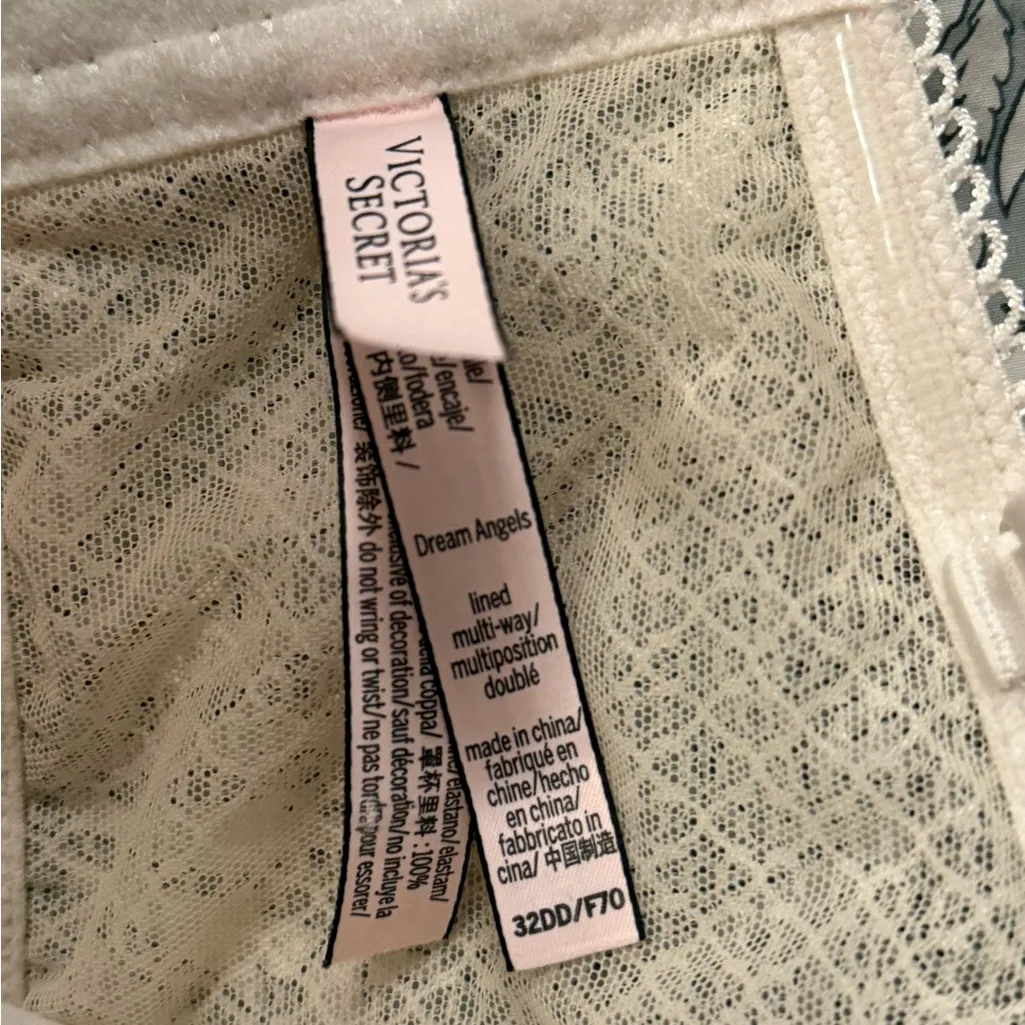 VICTORIA'S
SECRET
/encaje/
/fodera
内侧里料 /
Dream Angels
lined
multi-way/
multiposition
doublé
made in china/
fabriqué en
chine/hecho
en china/
fabbricato in
cina/ 中国制造
32DD/F70
/elastano/elastam/
coppa/ 罩杯里料 :100%
of decoration/sauf décoration/no incluye la
装饰除外 do not wring or twist/ne pas tordre pour essorer/